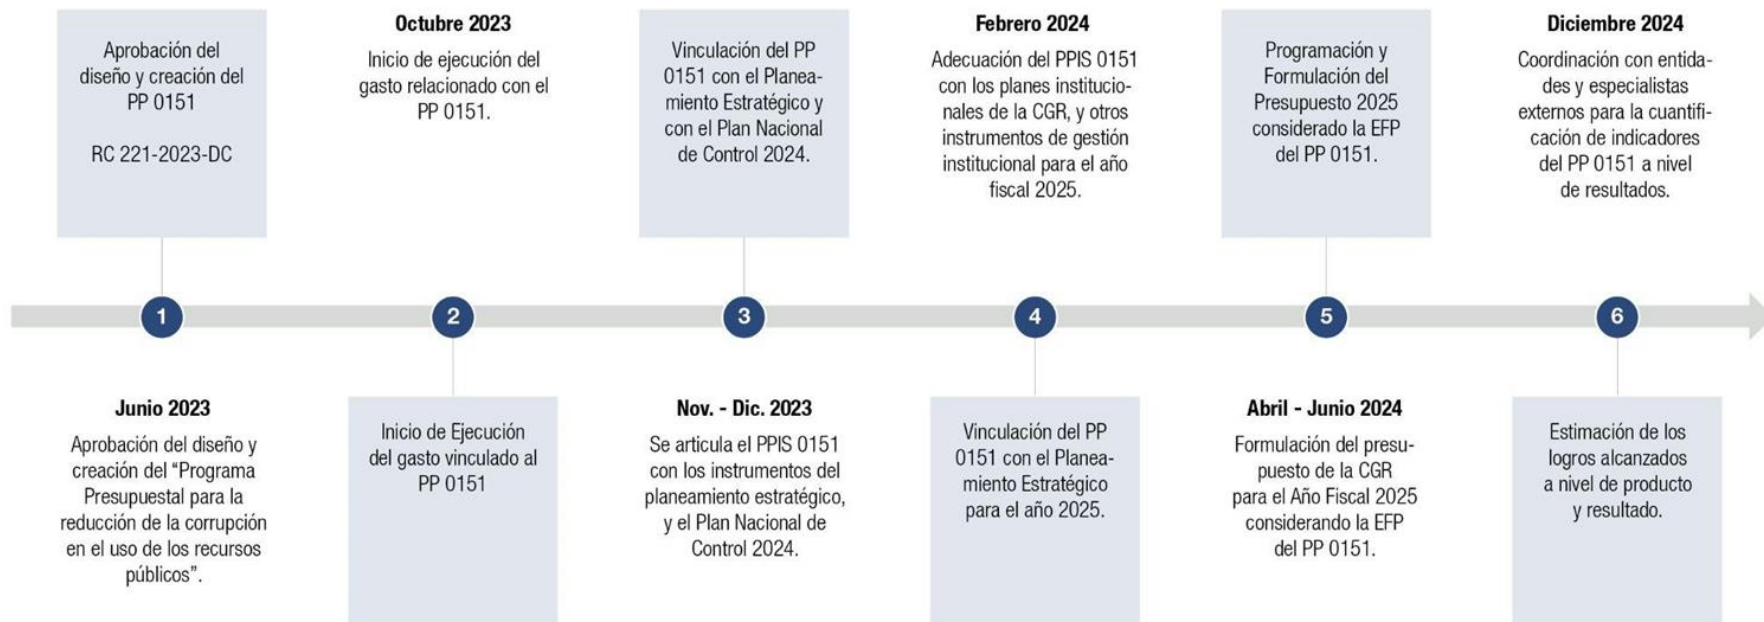 Aprobación del
diseño y creación del
PP 0151
RC 221-2023-DC
1
Junio 2023
Aprobación del diseño y
creación del “Programa
Presupuestal para la
reducción de la corrupción
en el uso de los recursos
públicos”.
Octubre 2023
Inicio de ejecución del
gasto relacionado con el
PP 0151.
2
Inicio de Ejecución
del gasto vinculado al
PP 0151
Vinculación del PP
0151 con el Planea-
miento Estratégico y
con el Plan Nacional
de Control 2024.
3
Nov. - Dic. 2023
Se articula el PPIS 0151
con los instrumentos del
planeamiento estratégico,
y el Plan Nacional de
Control 2024.
Febrero 2024
Adecuación del PPIS 0151
con los planes institucio-
nales de la CGR, y otros
instrumentos de gestión
institucional para el año
fiscal 2025.
4
Vinculación del PP
0151 con el Planea-
miento Estratégico
para el año 2025.
Programación y
Formulación del
Presupuesto 2025
considerado la EFP
del PP 0151.
5
Abril - Junio 2024
Formulación del presu-
puesto de la CGR
para el Año Fiscal 2025
considerando la EFP
del PP 0151.
Diciembre 2024
Coordinación con entida-
des y especialistas
externos para la cuantifi-
cación de indicadores
del PP 0151 a nivel
de resultados.
6
Estimación de los
logros alcanzados
a nivel de producto
y resultado.